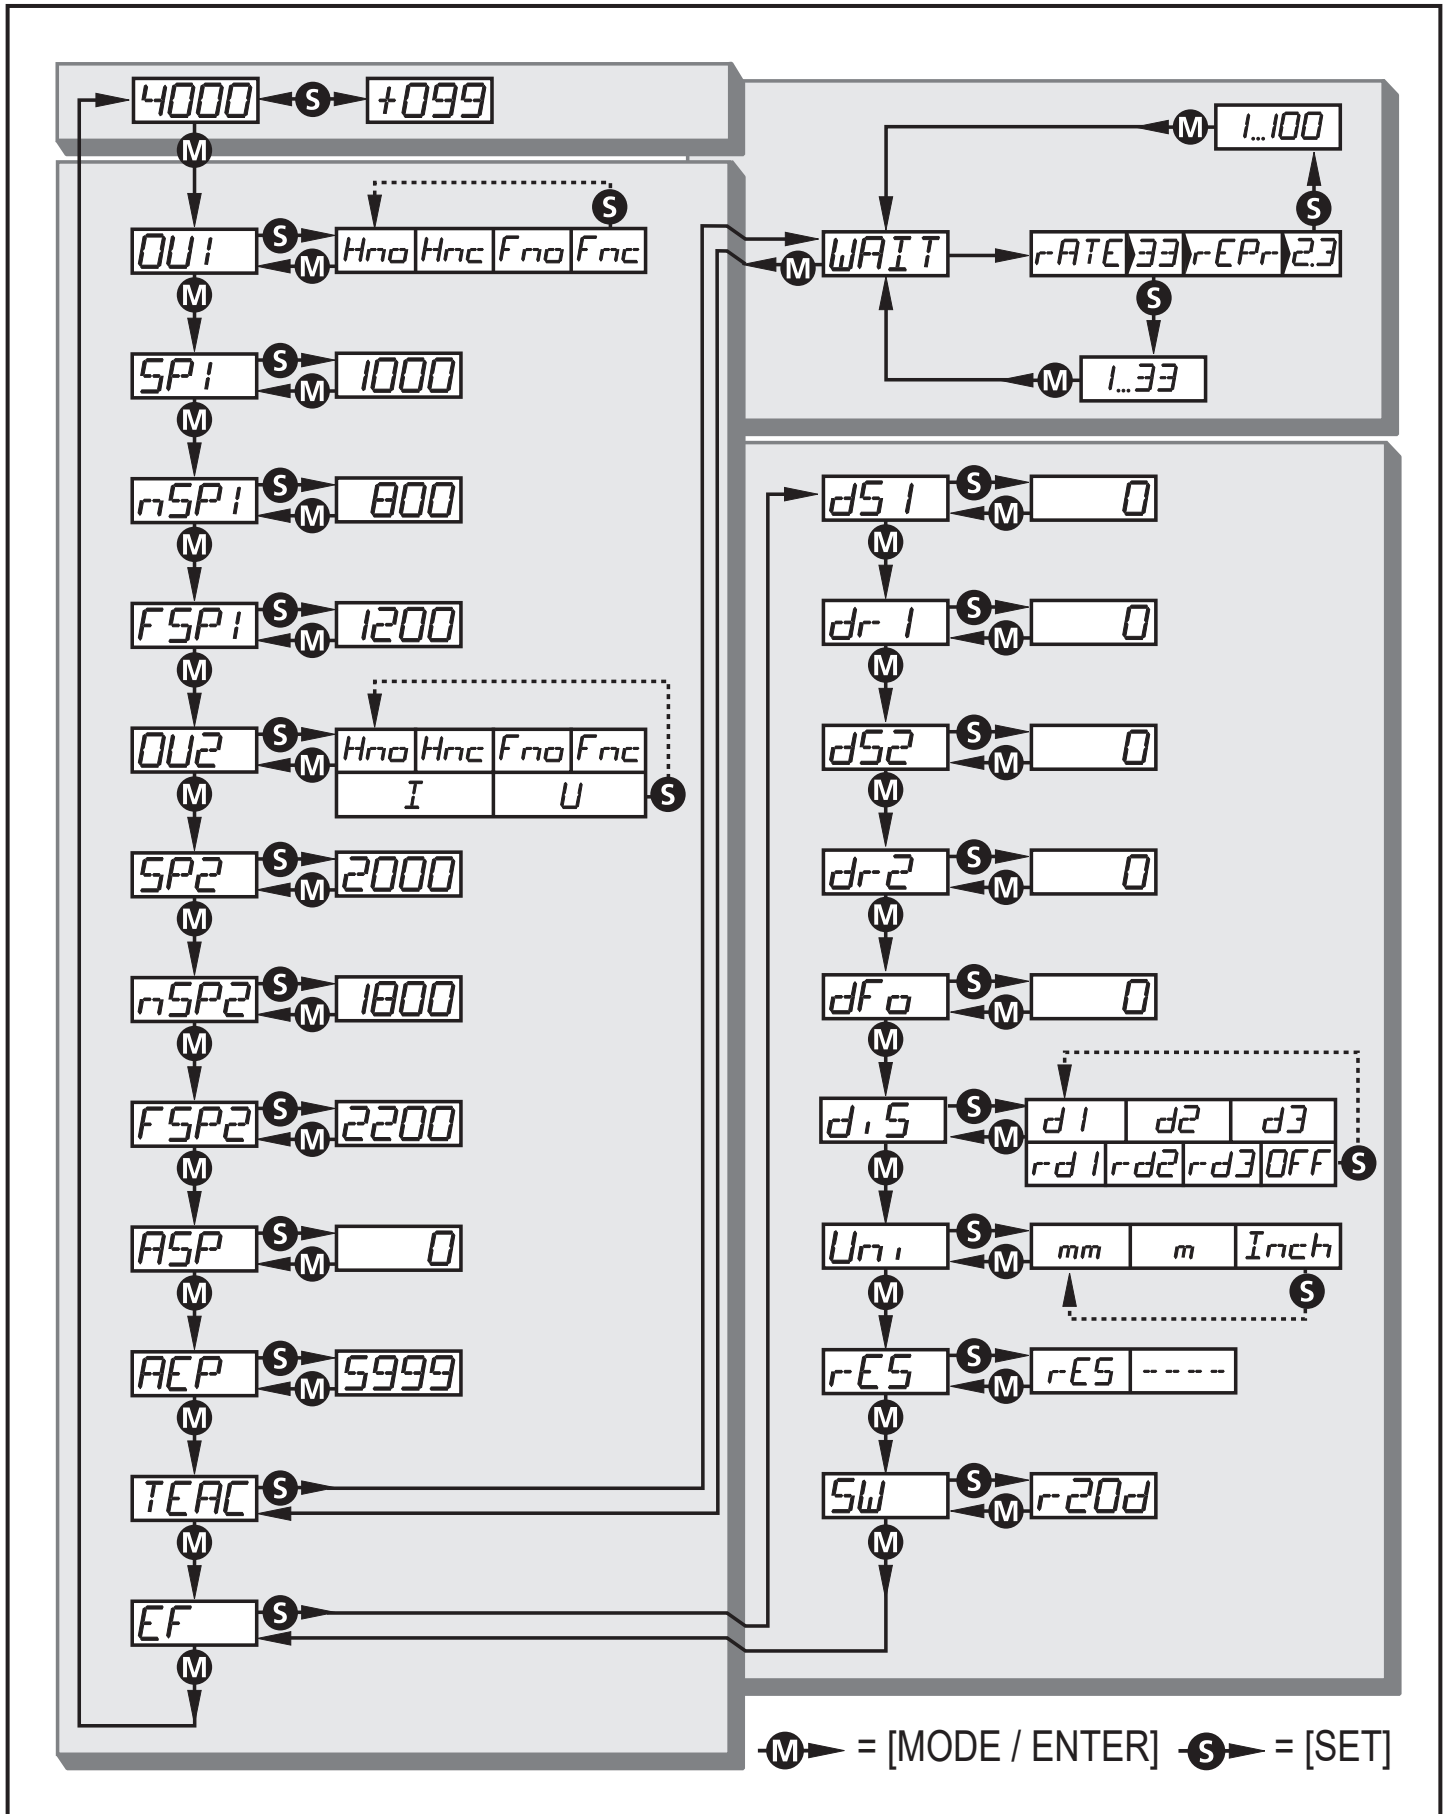 4000 S +099
M
OU1 S M Hno Hnc Fno Fnc S
M
SP1 S M 1000
M
nSP1 S M 800
M
FSP1 S M 1200
M
OU2 S M Hno Hnc Fno Fnc
I U S
M
SP2 S M 2000
M
nSP2 S M 1800
M
FSP2 S M 2200
M
ASP S M 0
M
AEP S M 5999
M
TEAC S
M
EF S
M
M 1...100
S
M WAIT rATE 33 rEPr 2.3
S
M 1...33
dS1 S M 0
M
dr1 S M 0
M
dS2 S M 0
M
dr2 S M 0
M
dFo S M 0
M
diS S M d1 d2 d3
rd1 rd2 rd3 OFF S
M
Uni S M mm m Inch
S
M
rES S M rES ----
M
SW S M r20d
M
M = [MODE / ENTER] S = [SET]